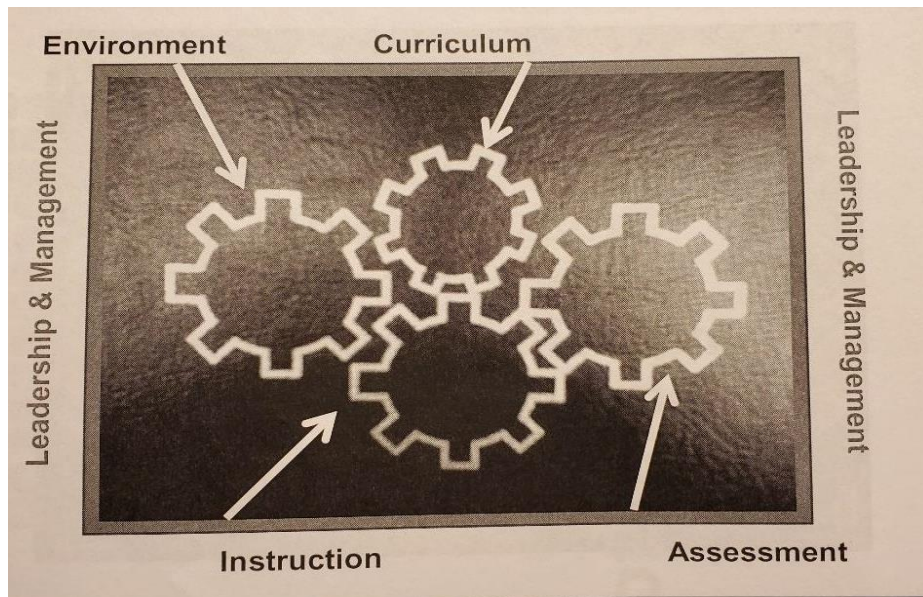 Environment
Curriculum
Leadership & Management
Leadership & Management
Instruction
Assessment